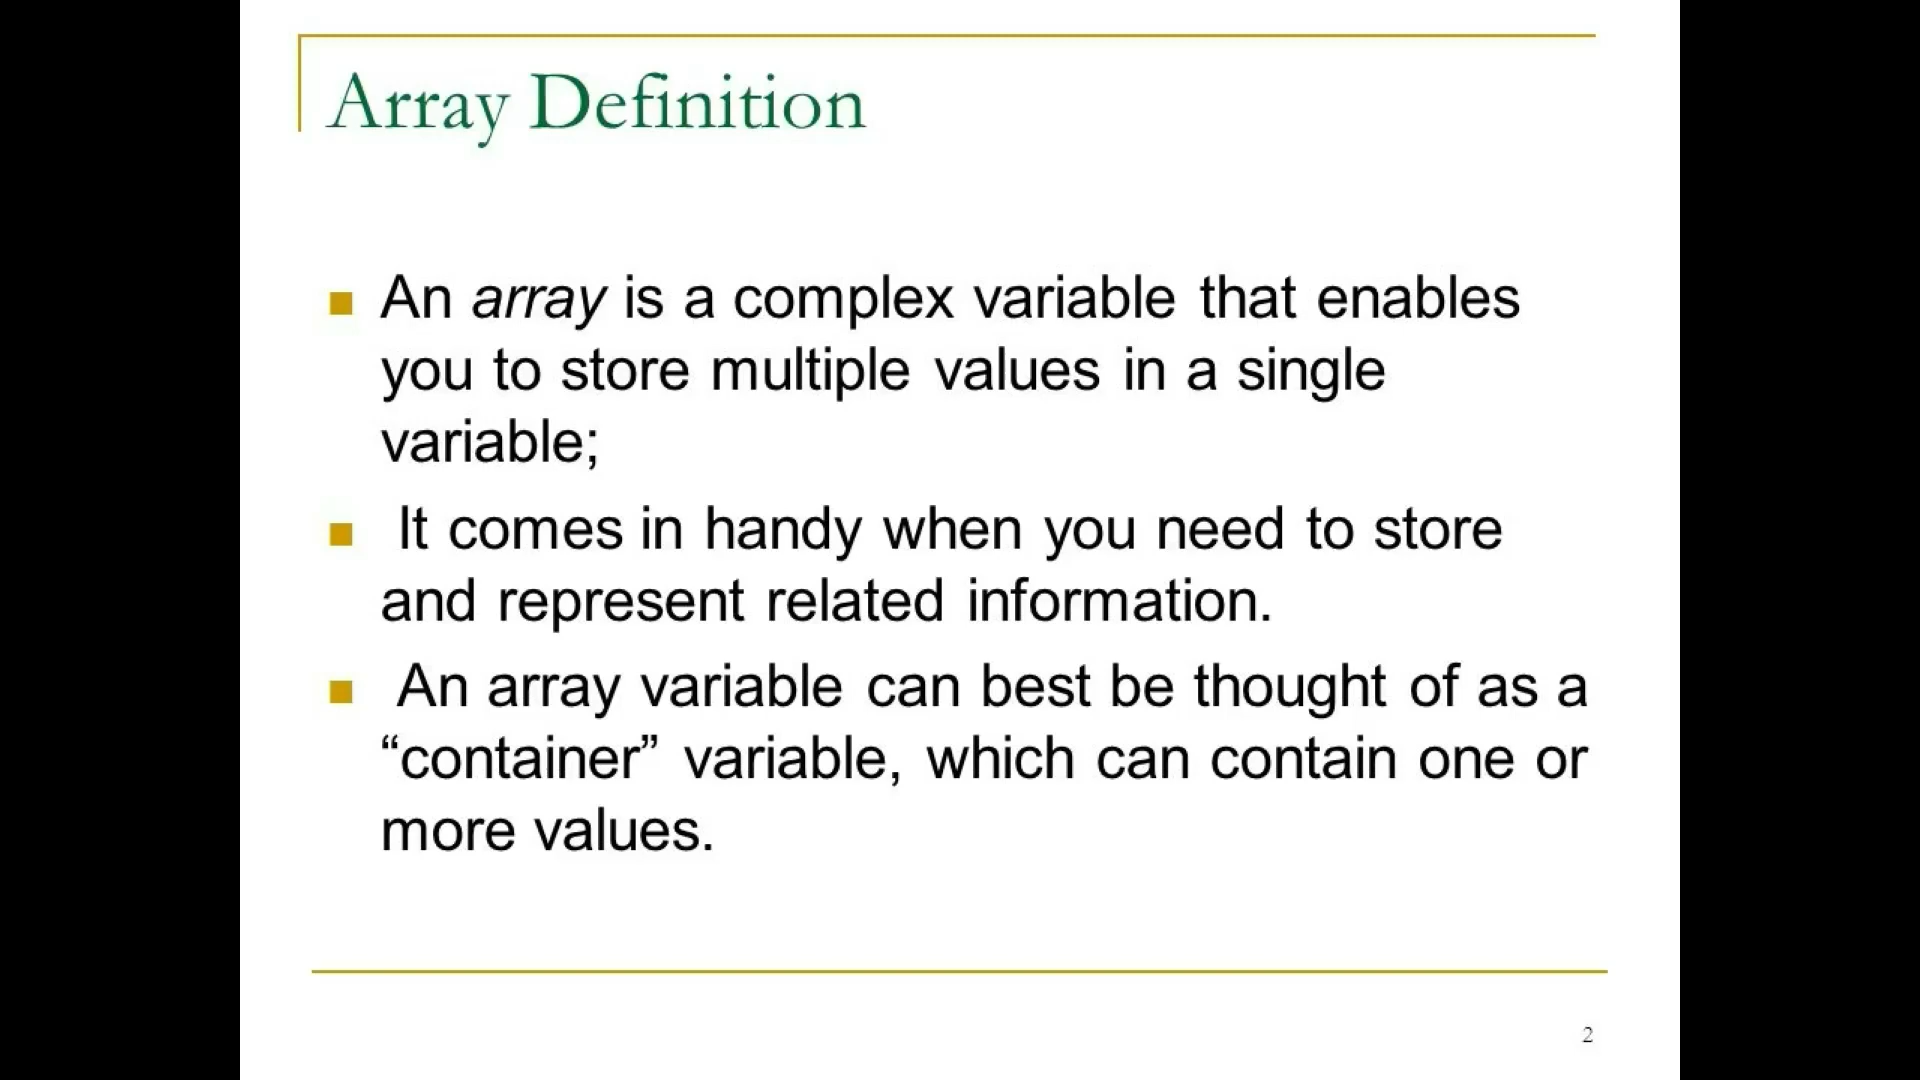 Array Definition
An array is a complex variable that enables
you to store multiple values in a single
variable;
It comes in handy when you need to store
and represent related information.
An array variable can best be thought of as a
“container” variable, which can contain one or
more values.
2